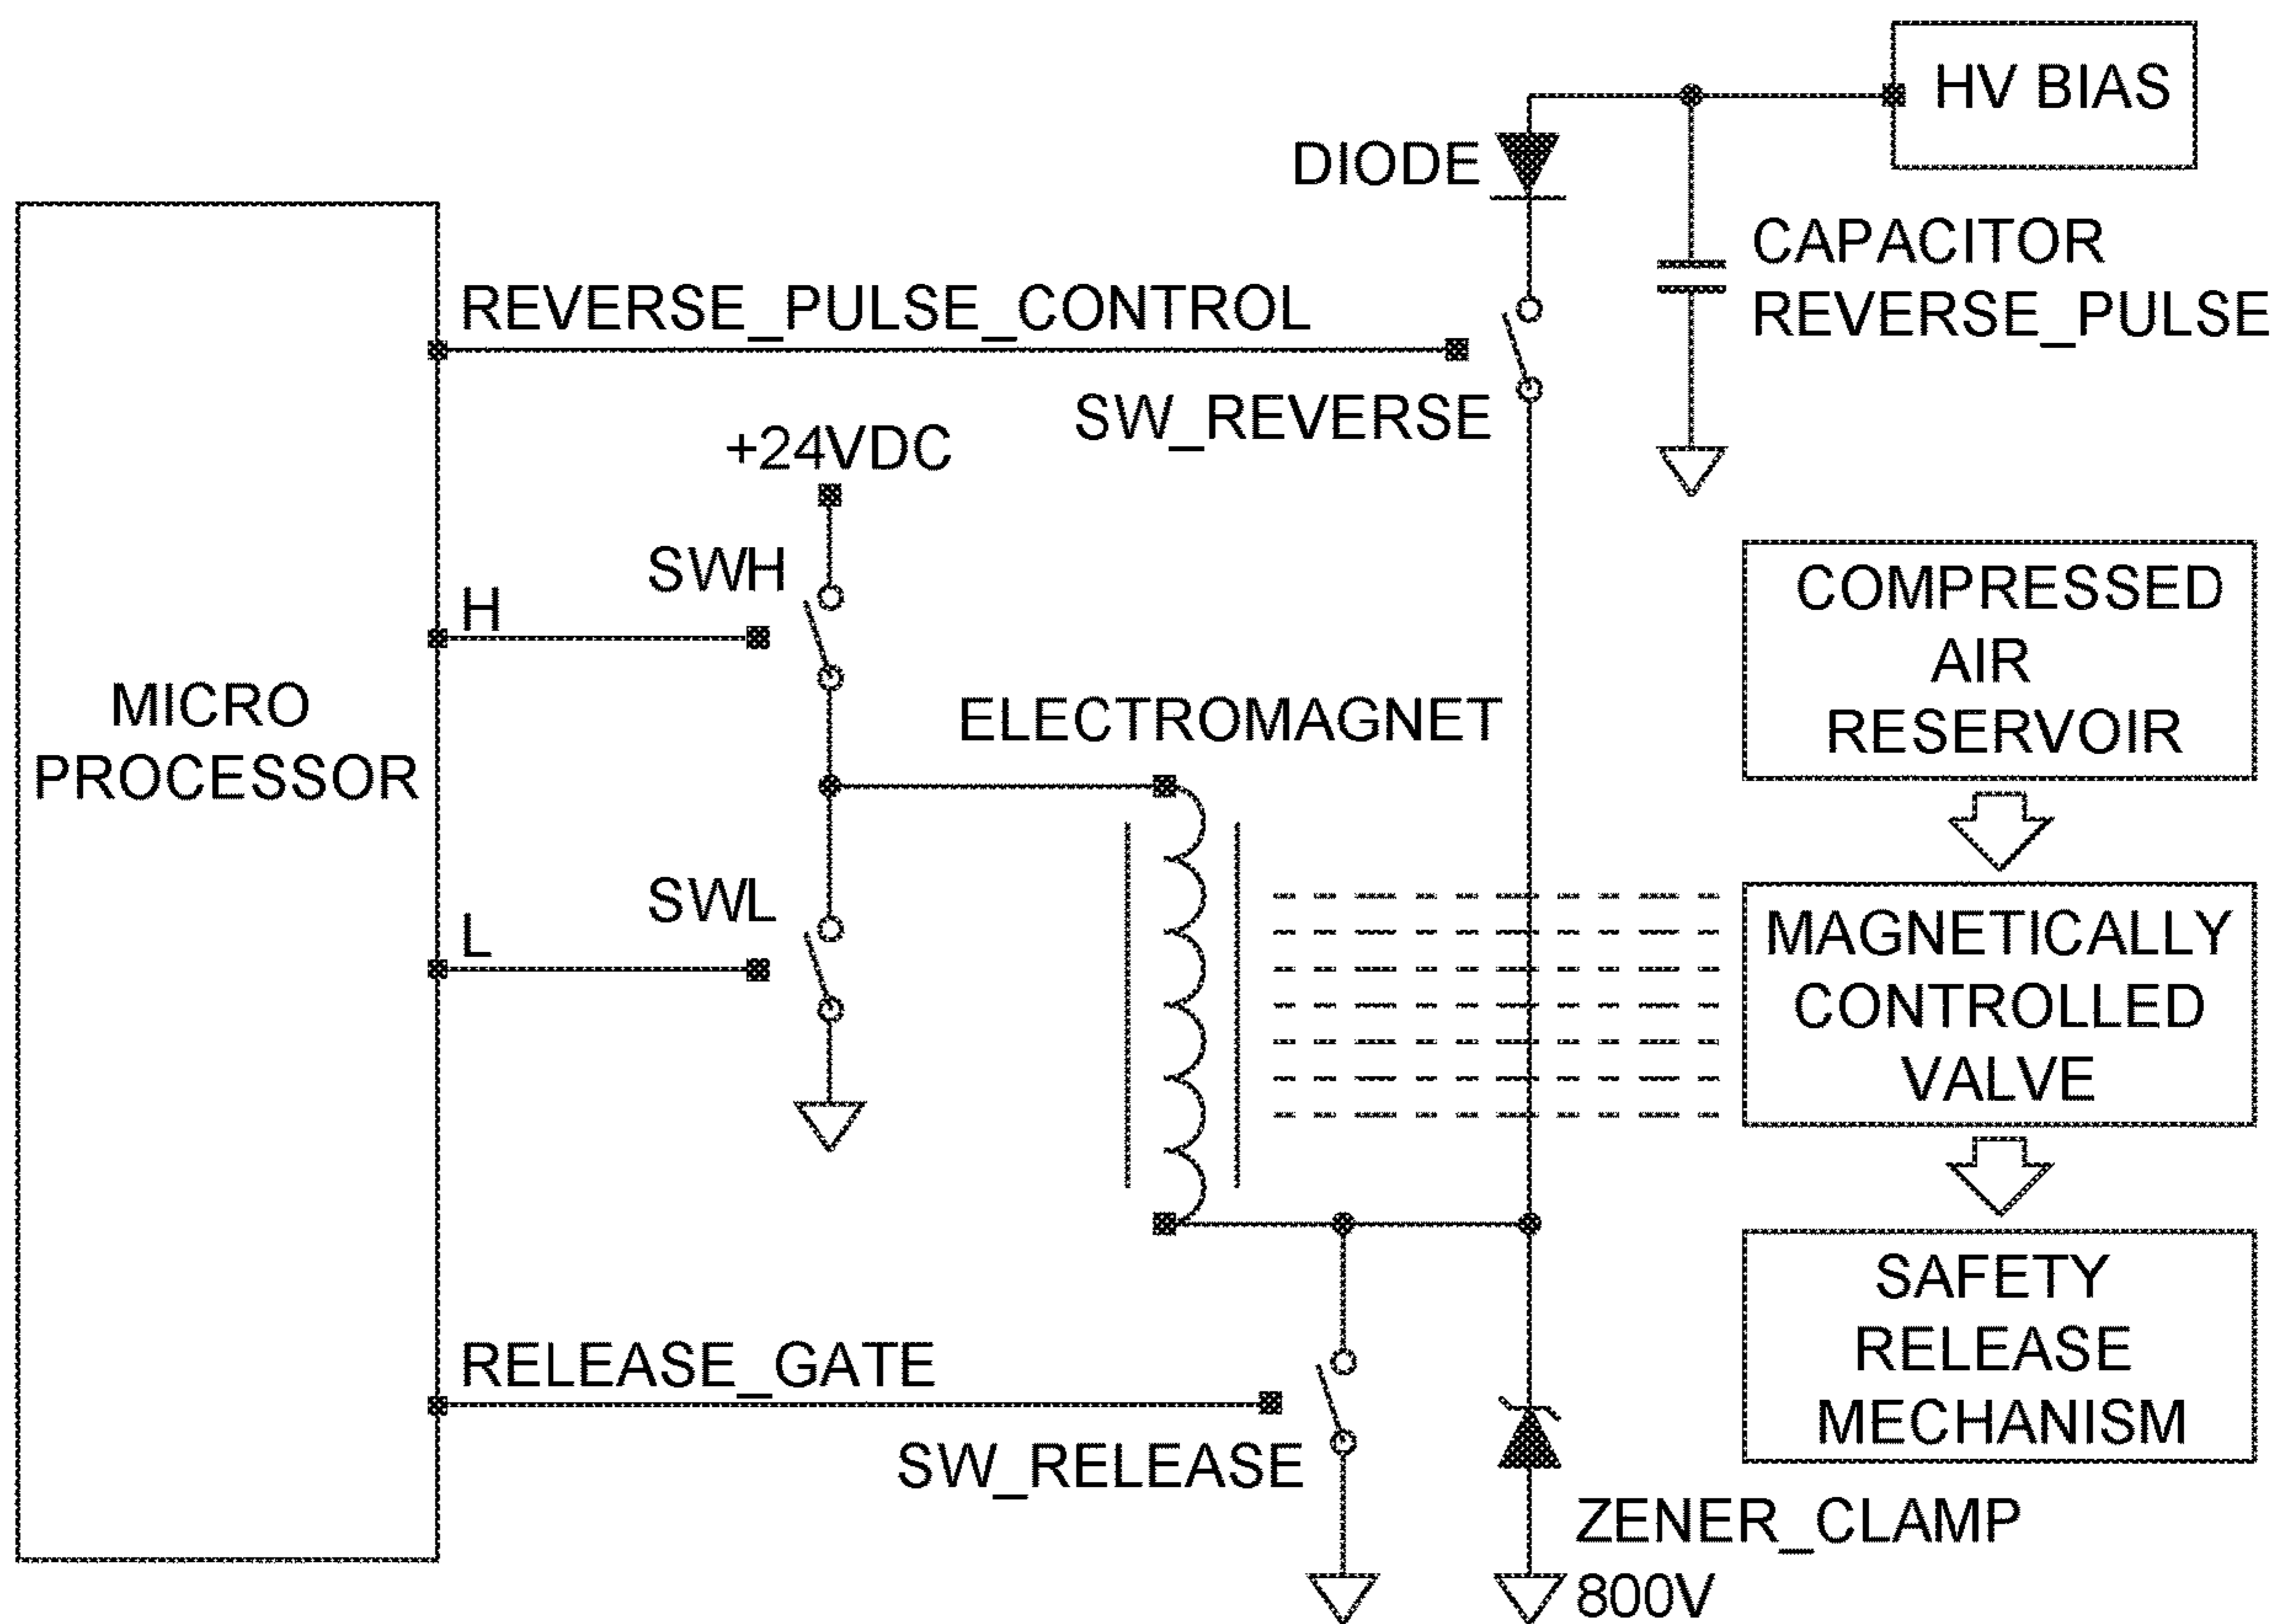 HV BIAS
DIODE
CAPACITOR
REVERSE_PULSE
REVERSE_PULSE_CONTROL
SW_REVERSE
+24VDC
SWH
H
MICRO
PROCESSOR
ELECTROMAGNET
SWL
L
COMPRESSED
AIR
RESERVOIR
MAGNETICALLY
CONTROLLED
VALVE
SAFETY
RELEASE
MECHANISM
RELEASE_GATE
SW_RELEASE
ZENER_CLAMP
800V